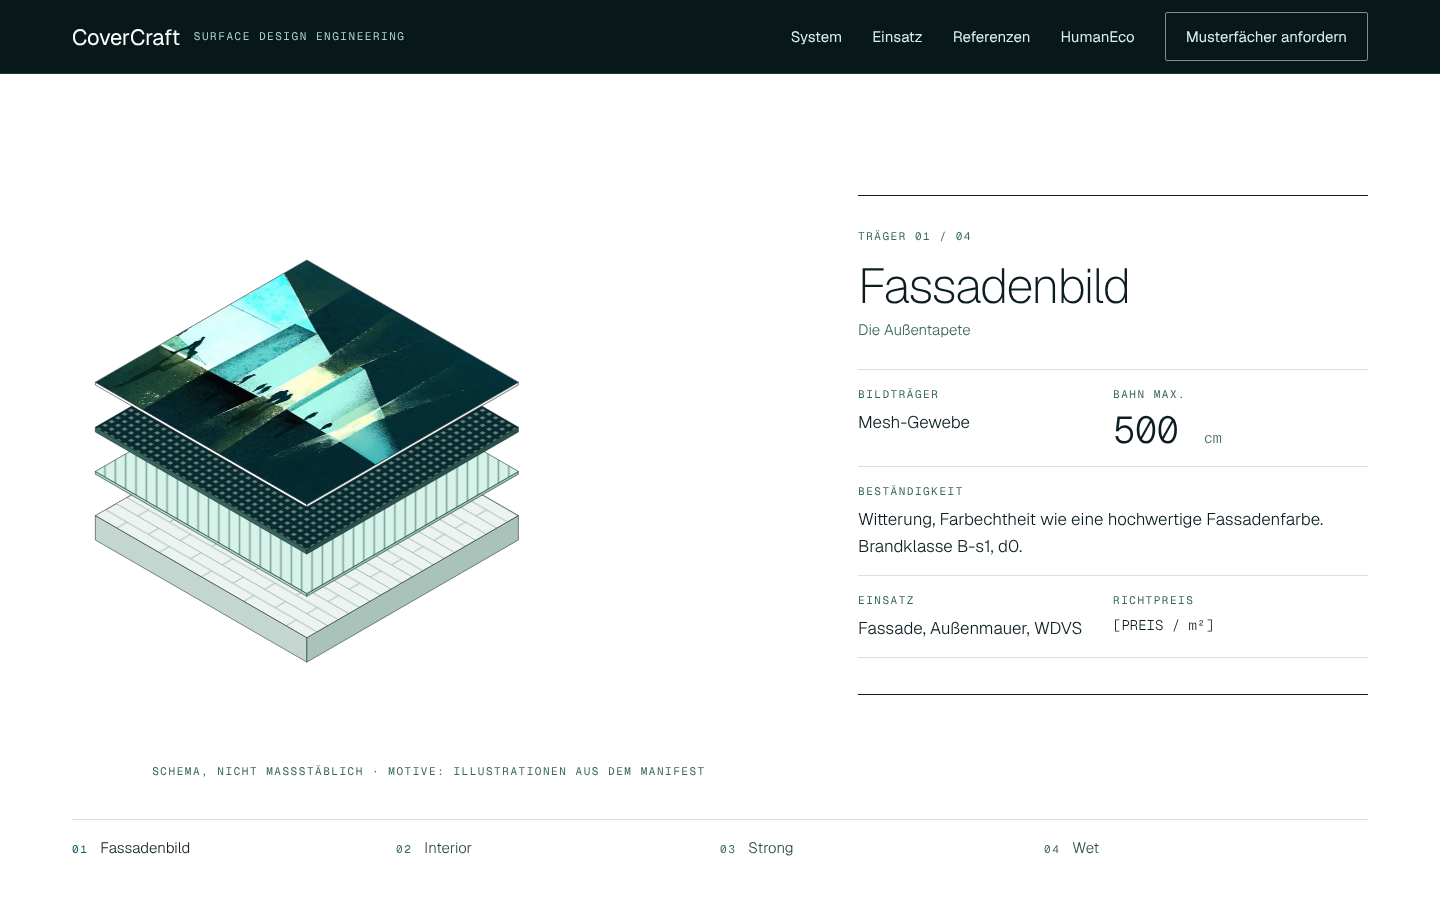 CoverCraft SURFACE DESIGN ENGINEERING System Einsatz Referenzen HumanEco Musterfächer anfordern
TRÄGER 01 / 04
Fassadenbild
Die Außentapete
BILDTRÄGER BAHN MAX.
Mesh-Gewebe 500 cm
BESTÄNDIGKEIT
Witterung, Farbechtheit wie eine hochwertige Fassadenfarbe.
Brandklasse B-s1, d0.
EINSATZ RICHTPREIS
Fassade, Außenmauer, WDVS [PREIS / m²]
SCHEMA, NICHT MASSSTÄBLICH · MOTIVE: ILLUSTRATIONEN AUS DEM MANIFEST
01 Fassadenbild 02 Interior 03 Strong 04 Wet